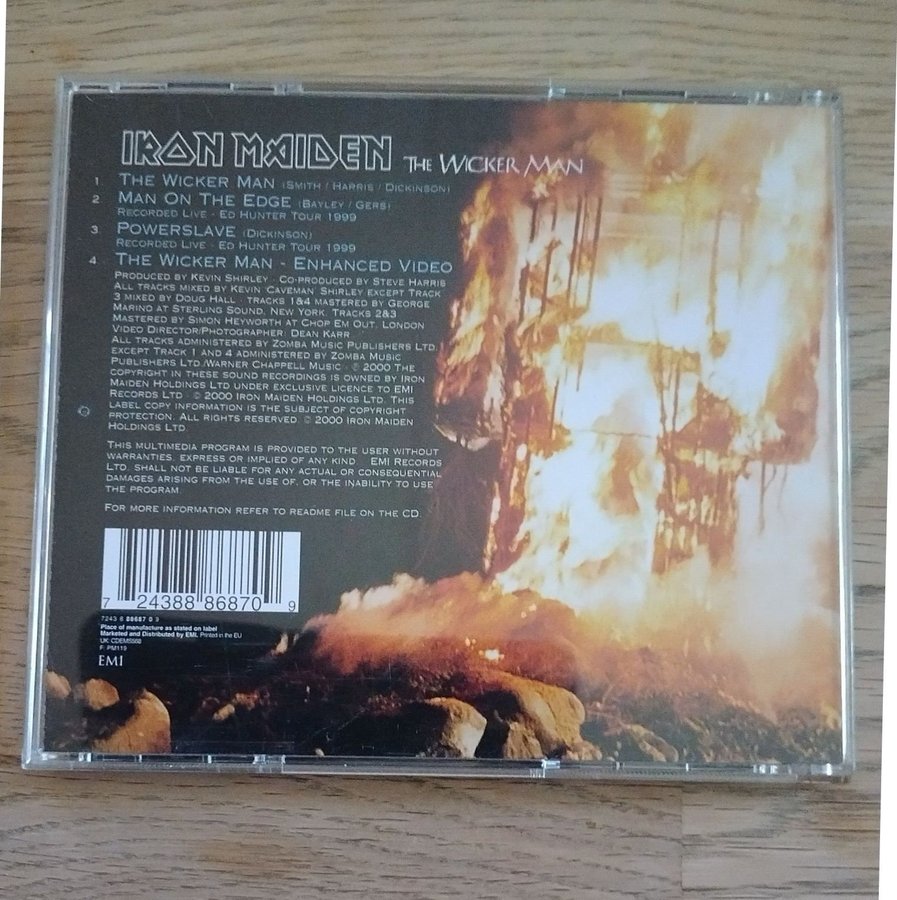 IRON MAIDEN THE WICKER MAN
1 THE WICKER MAN (SMITH / HARRIS / DICKINSON)
2 MAN ON THE EDGE (BAYLEY / GERS)
RECORDED LIVE - ED HUNTER TOUR 1999
3 POWERSLAVE (DICKINSON)
RECORDED LIVE - ED HUNTER TOUR 1999
4 THE WICKER MAN - ENHANCED VIDEO
PRODUCED BY KEVIN SHIRLEY · CO-PRODUCED BY STEVE HARRIS
ALL TRACKS MIXED BY KEVIN 'CAVEMAN' SHIRLEY EXCEPT TRACK
3 MIXED BY DOUG HALL · TRACKS 1&4 MASTERED BY GEORGE
MARINO AT STERLING SOUND, NEW YORK. TRACKS 2&3
MASTERED BY SIMON HEYWORTH AT CHOP EM OUT, LONDON
VIDEO DIRECTOR/PHOTOGRAPHER: DEAN KARR
ALL TRACKS ADMINISTERED BY ZOMBA MUSIC PUBLISHERS LTD.
EXCEPT TRACK 1 AND 4 ADMINISTERED BY ZOMBA MUSIC
PUBLISHERS LTD./WARNER CHAPPELL MUSIC · ℗ 2000 THE
COPYRIGHT IN THESE SOUND RECORDINGS IS OWNED BY IRON
MAIDEN HOLDINGS LTD UNDER EXCLUSIVE LICENCE TO EMI
RECORDS LTD · © 2000 IRON MAIDEN HOLDINGS LTD. THIS
LABEL COPY INFORMATION IS THE SUBJECT OF COPYRIGHT
PROTECTION. ALL RIGHTS RESERVED. © 2000 IRON MAIDEN
HOLDINGS LTD.
THIS MULTIMEDIA PROGRAM IS PROVIDED TO THE USER WITHOUT
WARRANTIES, EXPRESS OR IMPLIED OF ANY KIND. EMI RECORDS
LTD. SHALL NOT BE LIABLE FOR ANY ACTUAL OR CONSEQUENTIAL
DAMAGES ARISING FROM THE USE OF, OR THE INABILITY TO USE
THE PROGRAM.
FOR MORE INFORMATION REFER TO README FILE ON THE CD.
7 24388 86870 9
7243 8 88687 0 9
Place of manufacture as stated on label
Marketed and Distributed by EMI. Printed in the EU
UK: CDEMS568
F: PM119
EMI